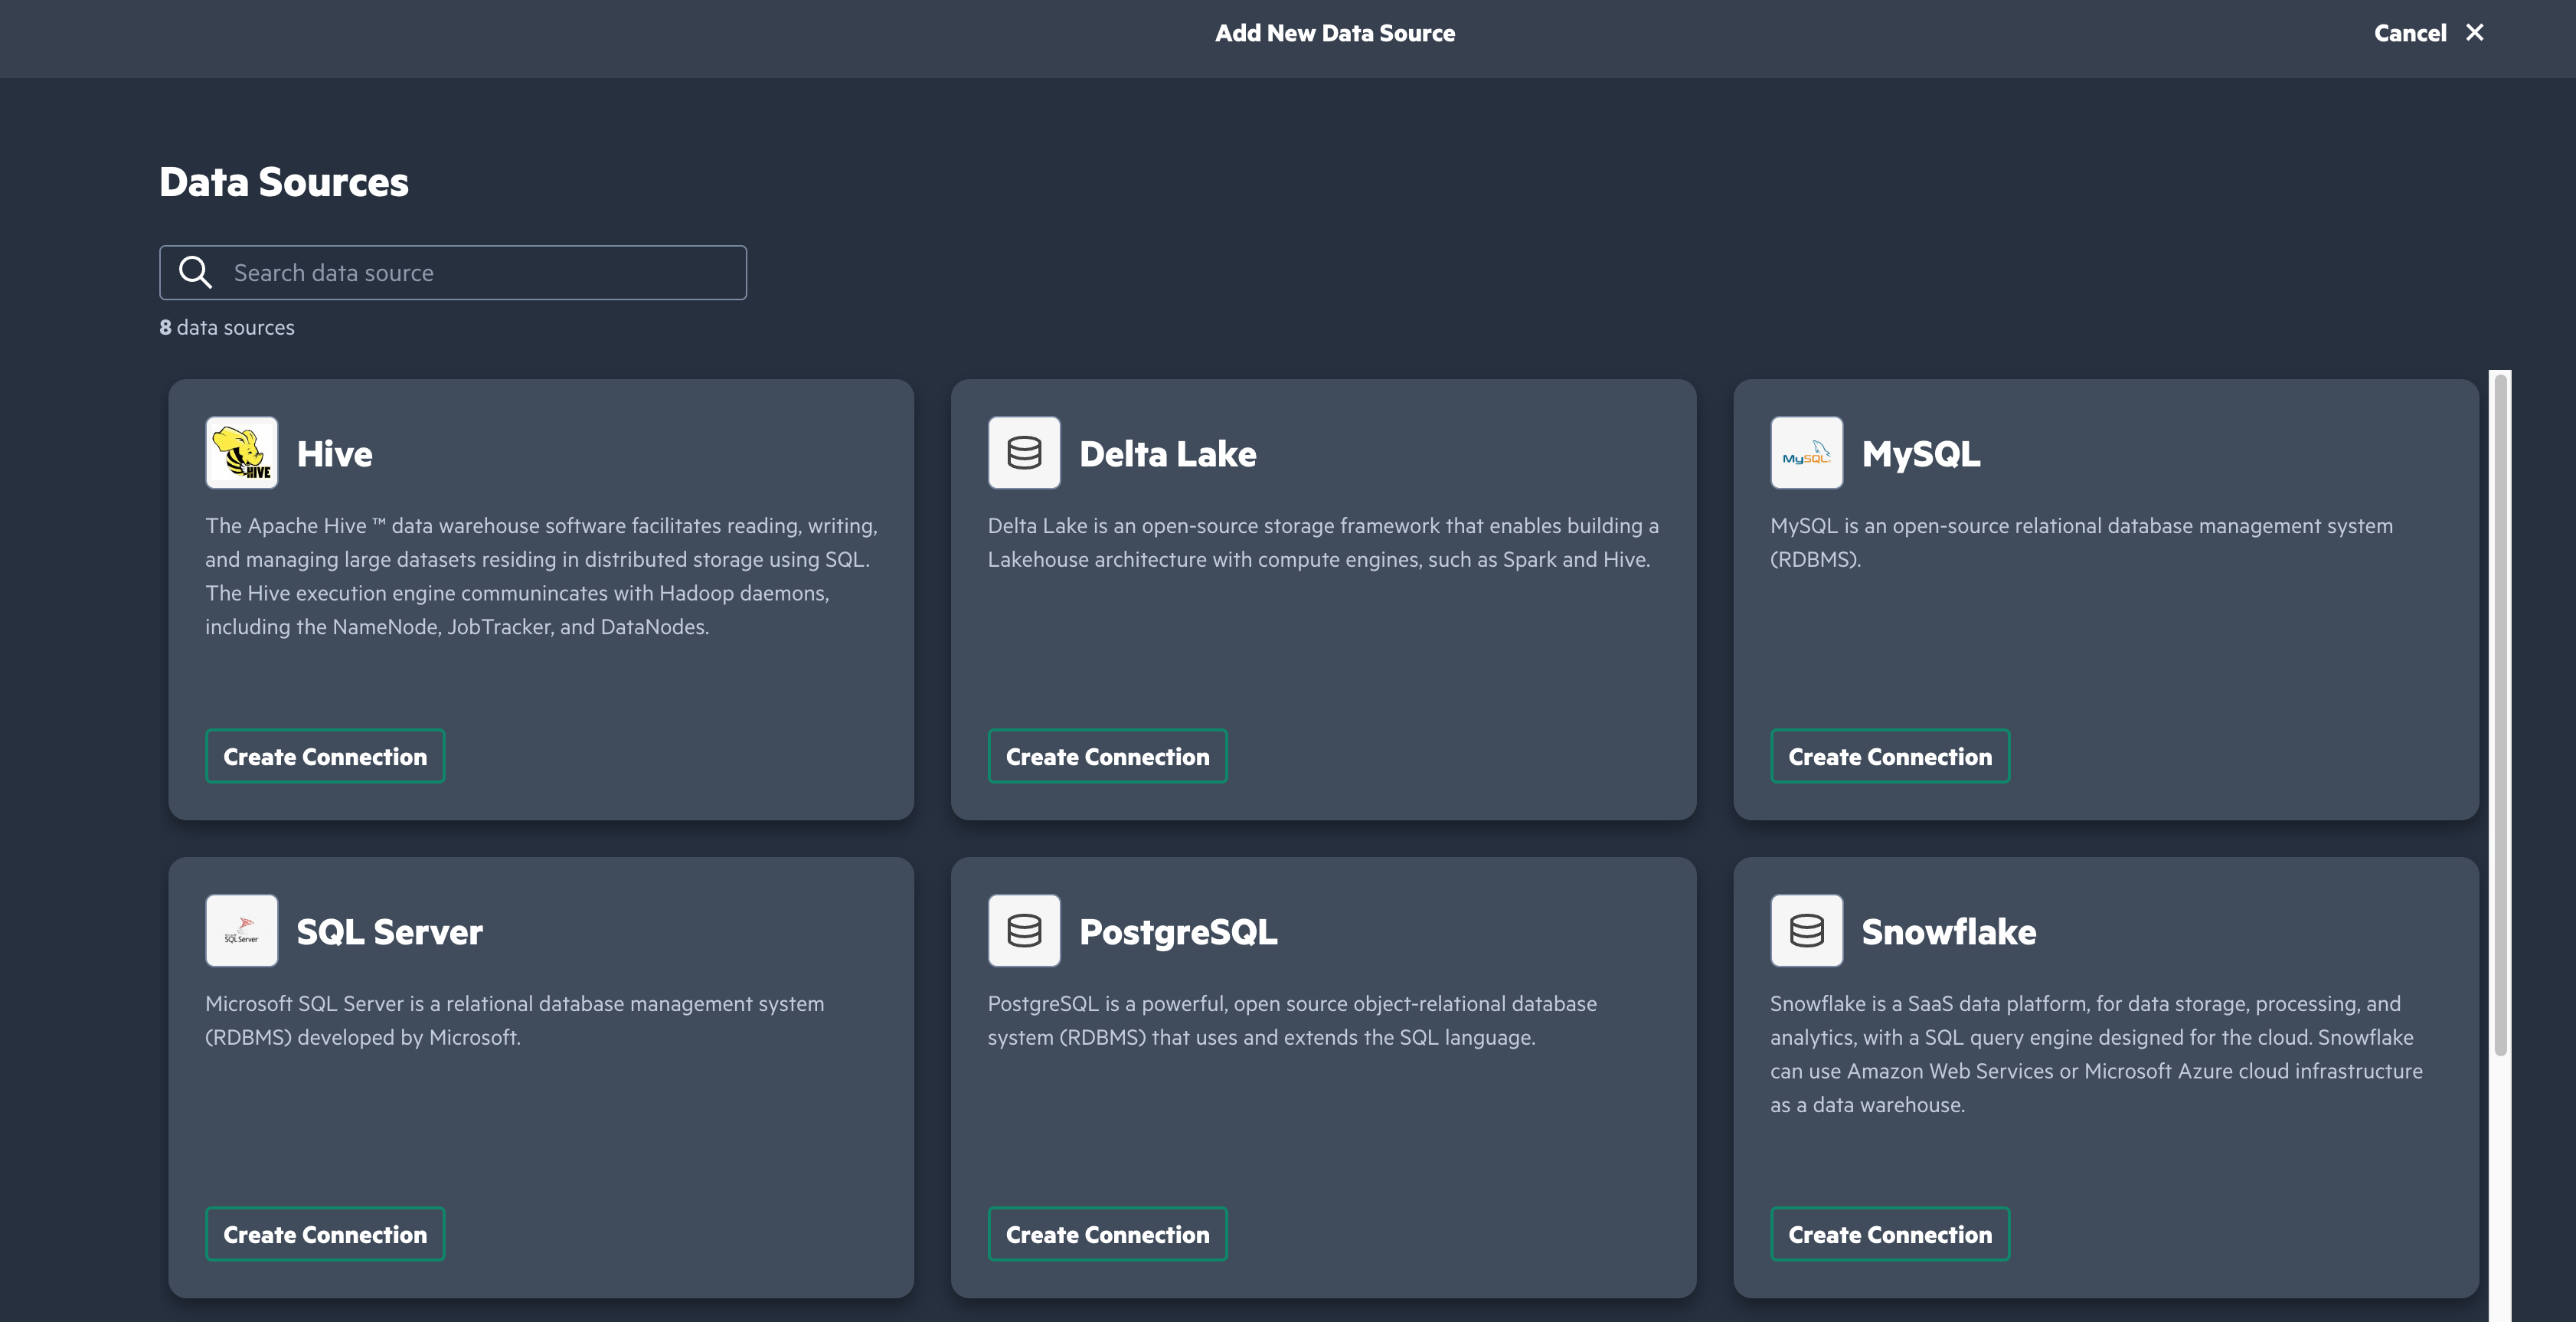 Add New Data Source
Cancel
Data Sources
Search data source
8 data sources
HIVE
Hive
The Apache Hive ™ data warehouse software facilitates reading, writing,
and managing large datasets residing in distributed storage using SQL.
The Hive execution engine communincates with Hadoop daemons,
including the NameNode, JobTracker, and DataNodes.
Create Connection
Delta Lake
Delta Lake is an open-source storage framework that enables building a
Lakehouse architecture with compute engines, such as Spark and Hive.
Create Connection
MySQL
MySQL
MySQL is an open-source relational database management system
(RDBMS).
Create Connection
SQL Server
SQL Server
Microsoft SQL Server is a relational database management system
(RDBMS) developed by Microsoft.
Create Connection
PostgreSQL
PostgreSQL is a powerful, open source object-relational database
system (RDBMS) that uses and extends the SQL language.
Create Connection
Snowflake
Snowflake is a SaaS data platform, for data storage, processing, and
analytics, with a SQL query engine designed for the cloud. Snowflake
can use Amazon Web Services or Microsoft Azure cloud infrastructure
as a data warehouse.
Create Connection